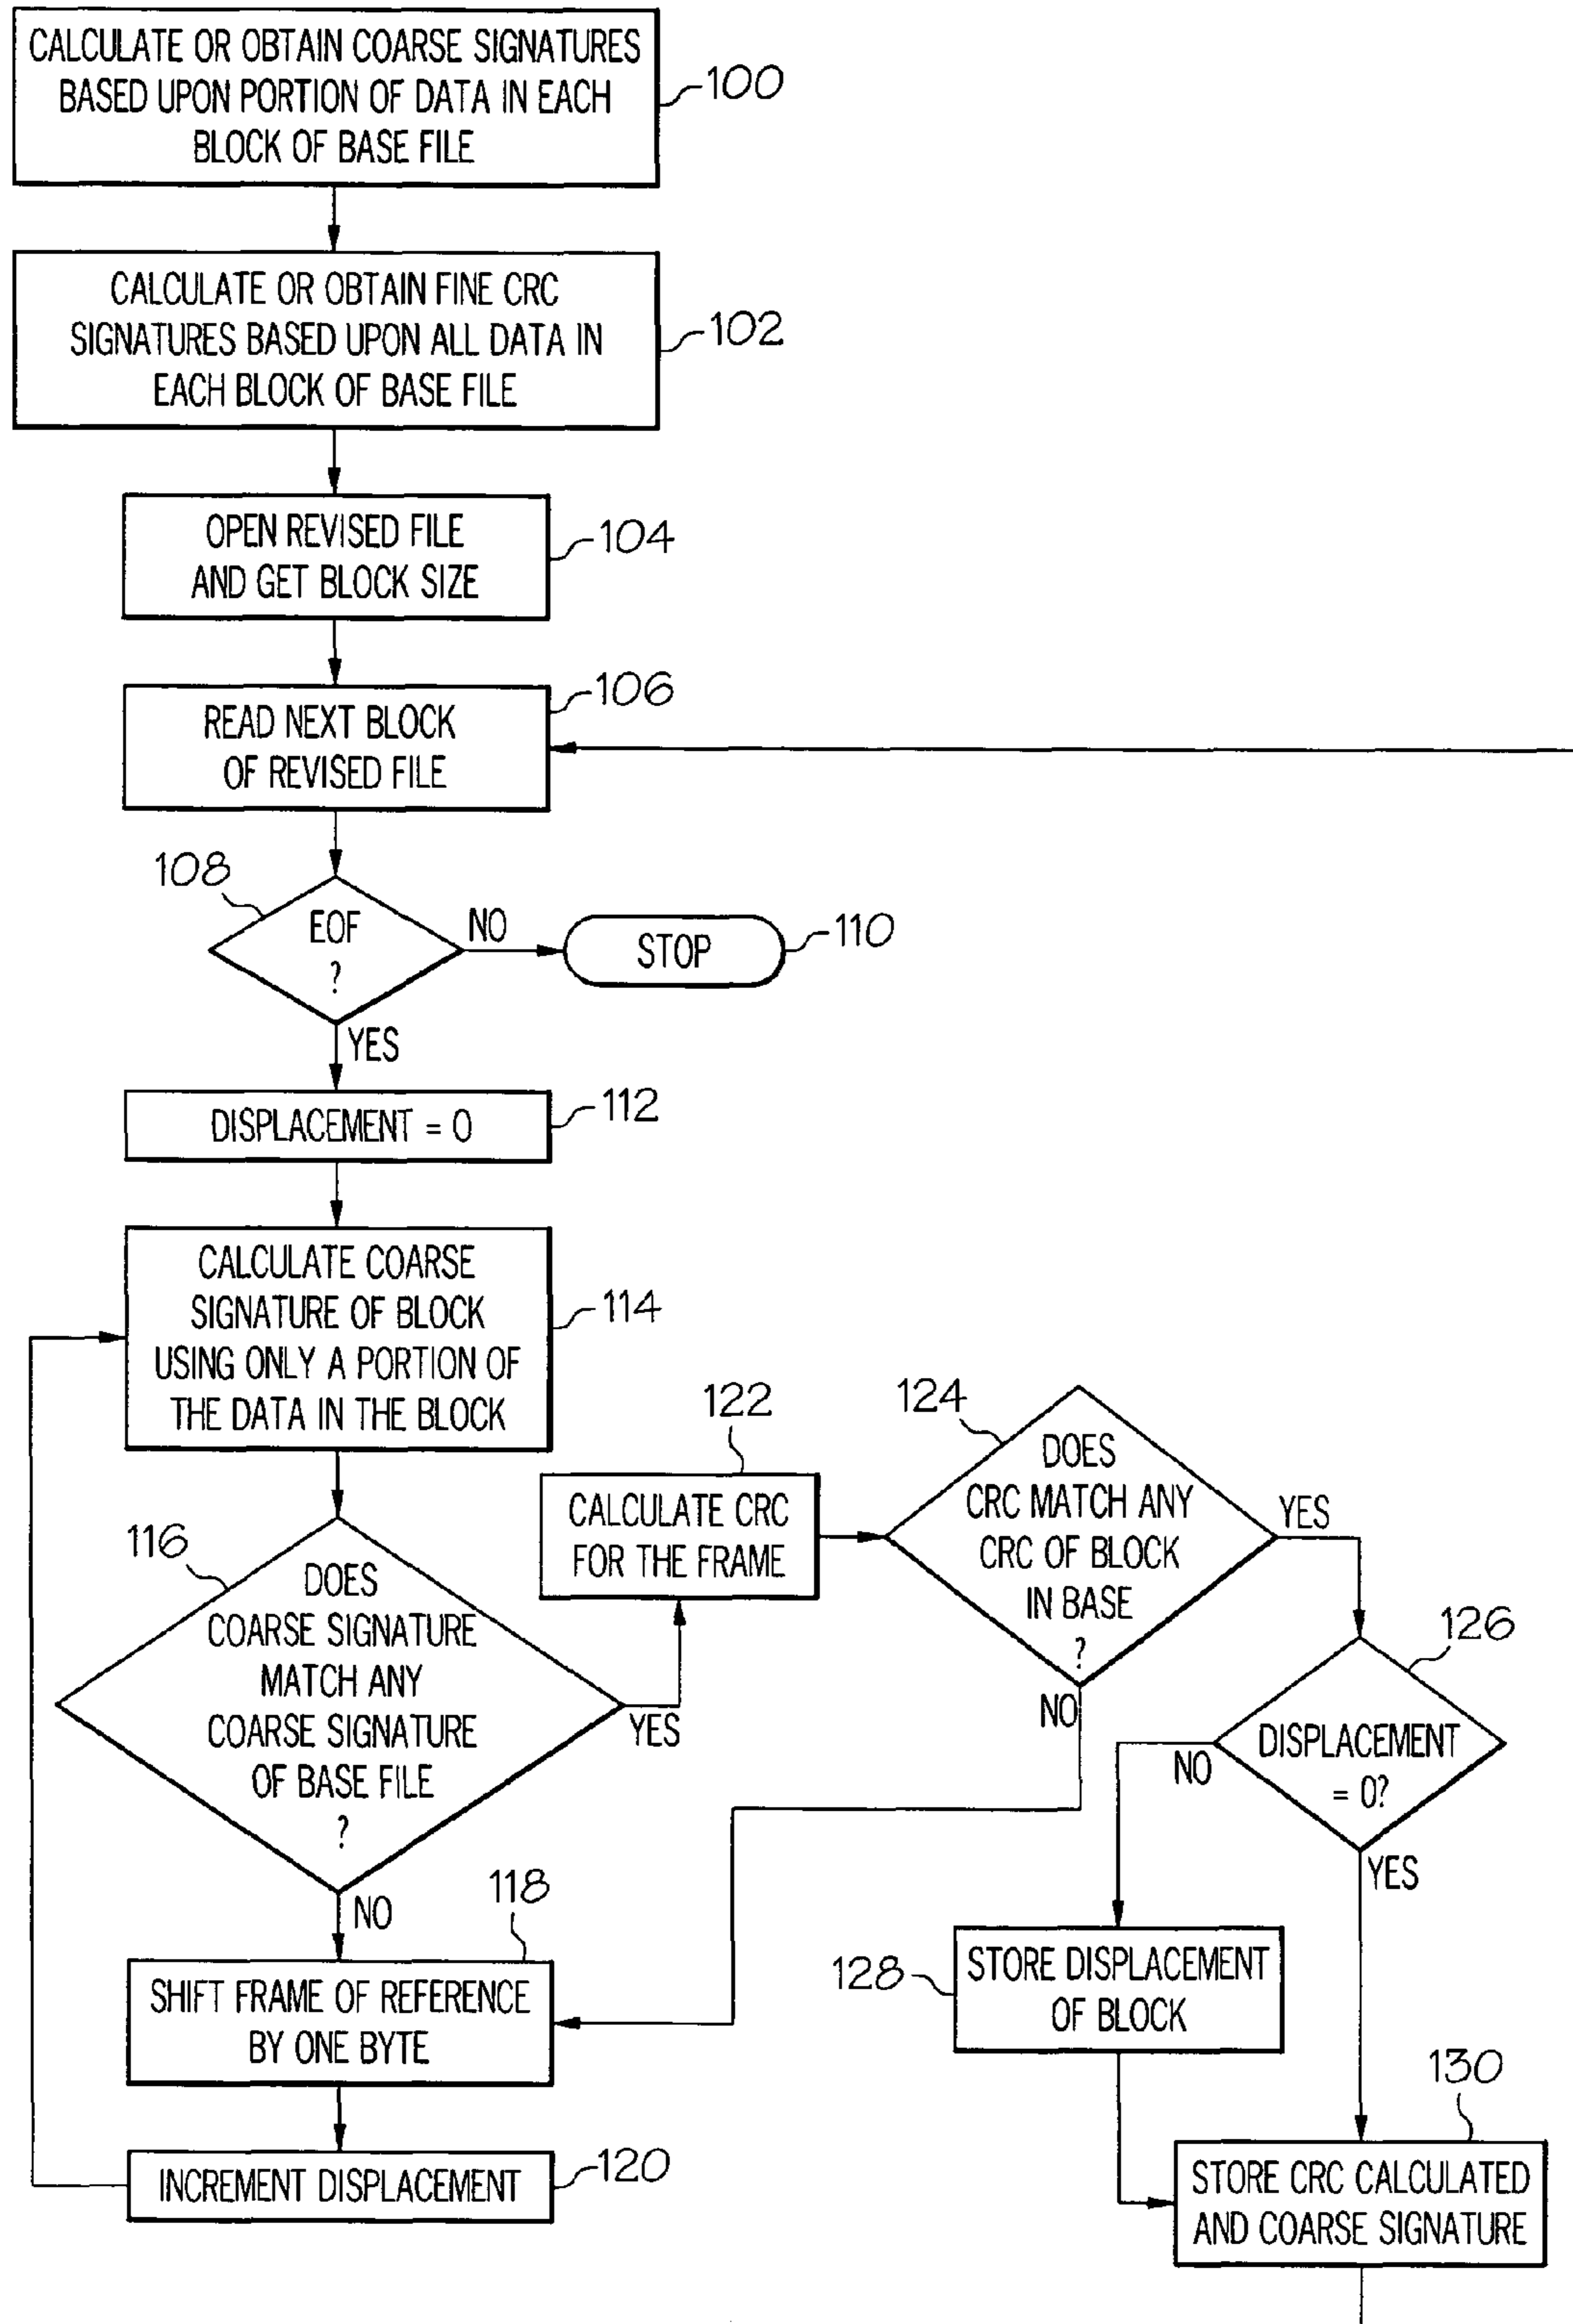 CALCULATE OR OBTAIN COARSE SIGNATURES
BASED UPON PORTION OF DATA IN EACH
BLOCK OF BASE FILE
100
CALCULATE OR OBTAIN FINE CRC
SIGNATURES BASED UPON ALL DATA IN
EACH BLOCK OF BASE FILE
102
OPEN REVISED FILE
AND GET BLOCK SIZE
104
READ NEXT BLOCK
OF REVISED FILE
106
108
EOF
?
NO
STOP
110
YES
DISPLACEMENT = 0
112
CALCULATE COARSE
SIGNATURE OF BLOCK
USING ONLY A PORTION OF
THE DATA IN THE BLOCK
114
116
DOES
COARSE SIGNATURE
MATCH ANY
COARSE SIGNATURE
OF BASE FILE
?
YES
NO
118
SHIFT FRAME OF REFERENCE
BY ONE BYTE
INCREMENT DISPLACEMENT
120
122
CALCULATE CRC
FOR THE FRAME
124
DOES
CRC MATCH ANY
CRC OF BLOCK
IN BASE
?
YES
NO
126
DISPLACEMENT
= 0?
NO
YES
128
STORE DISPLACEMENT
OF BLOCK
130
STORE CRC CALCULATED
AND COARSE SIGNATURE